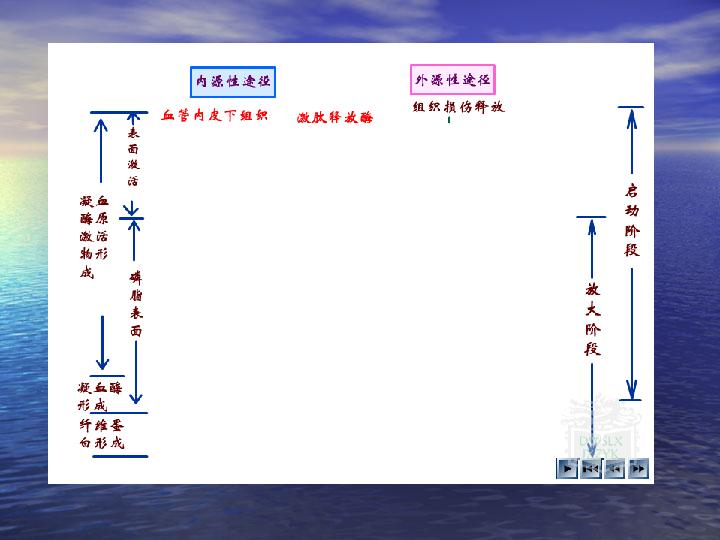 内源性途径
外源性途径
血管内皮下组织
激肽释放酶
组织损伤释放
表面激活
凝血
酶原
激活
物形
成
磷脂表面
凝血酶
形成
纤维蛋
白形成
启动阶段
放大阶段